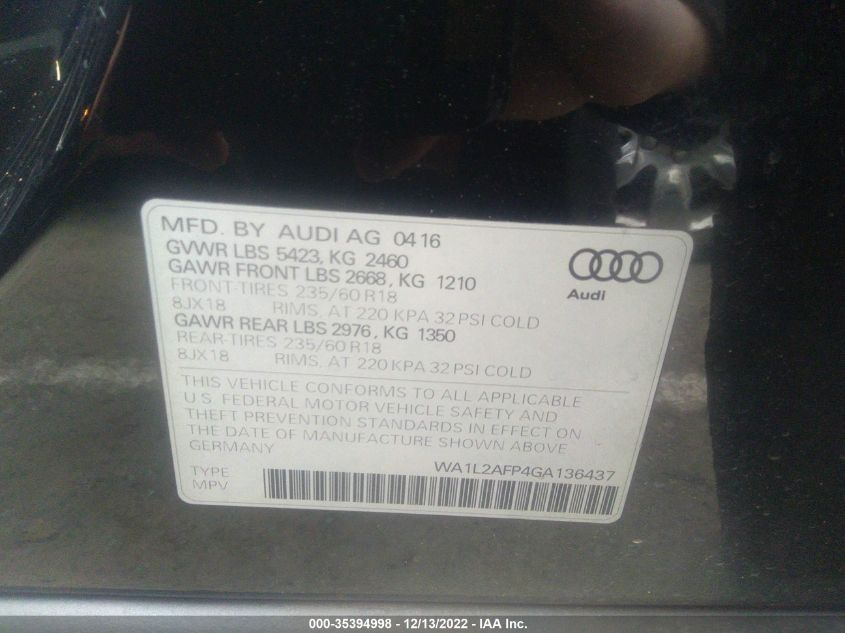 MFD. BY AUDI AG 0416
GVWR LBS 5423, KG 2460
GAWR FRONT LBS 2668, KG 1210
FRONT-TIRES 235/60 R18
8JX18 RIMS, AT 220 KPA 32 PSI COLD
GAWR REAR LBS 2976, KG 1350
REAR-TIRES 235/60 R18
8JX18 RIMS, AT 220 KPA 32 PSI COLD
Audi
THIS VEHICLE CONFORMS TO ALL APPLICABLE
U.S. FEDERAL MOTOR VEHICLE SAFETY AND
THEFT PREVENTION STANDARDS IN EFFECT ON
THE DATE OF MANUFACTURE SHOWN ABOVE
GERMANY
WA1L2AFP4GA136437
TYPE
MPV
000-35394998 - 12/13/2022 - IAA Inc.